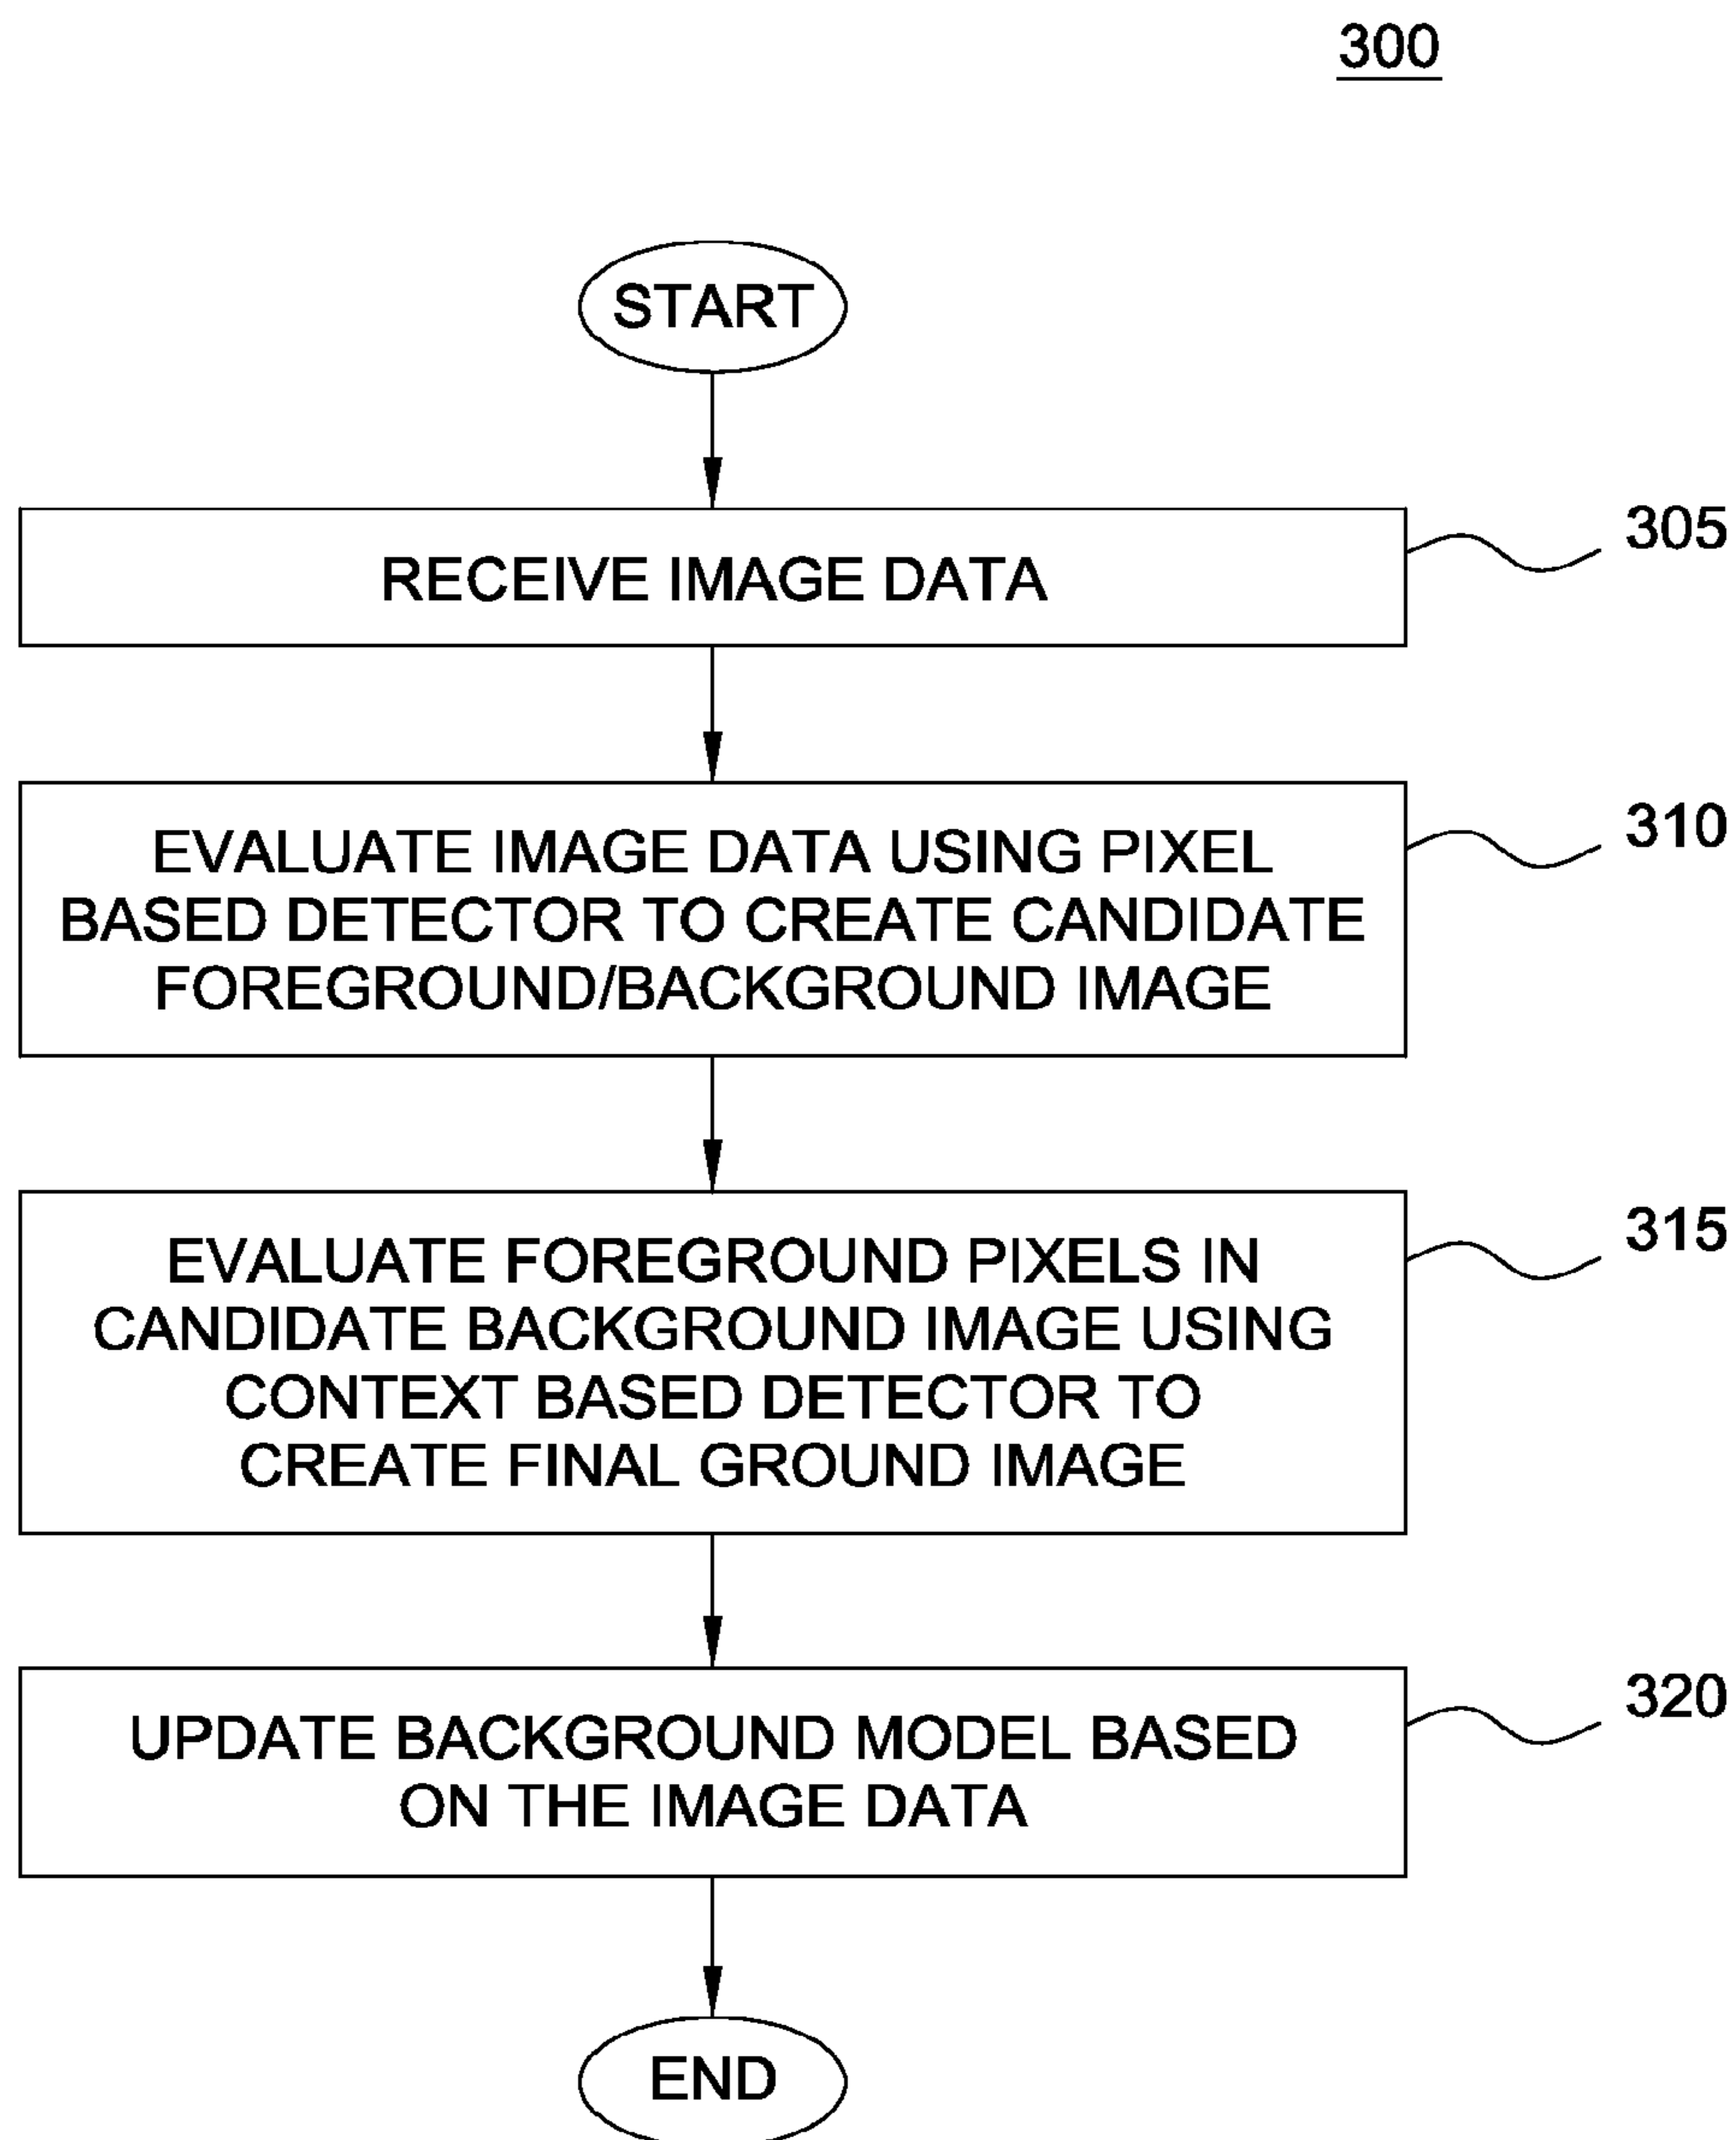 300
START
RECEIVE IMAGE DATA
305
EVALUATE IMAGE DATA USING PIXEL
BASED DETECTOR TO CREATE CANDIDATE
FOREGROUND/BACKGROUND IMAGE
310
EVALUATE FOREGROUND PIXELS IN
CANDIDATE BACKGROUND IMAGE USING
CONTEXT BASED DETECTOR TO
CREATE FINAL GROUND IMAGE
315
UPDATE BACKGROUND MODEL BASED
ON THE IMAGE DATA
320
END